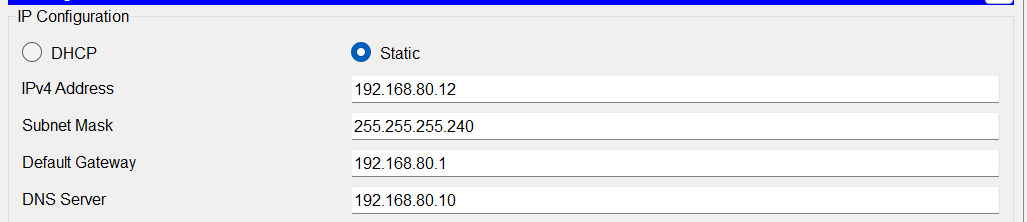 IP Configuration
DHCP Static
IPv4 Address 192.168.80.12
Subnet Mask 255.255.255.240
Default Gateway 192.168.80.1
DNS Server 192.168.80.10